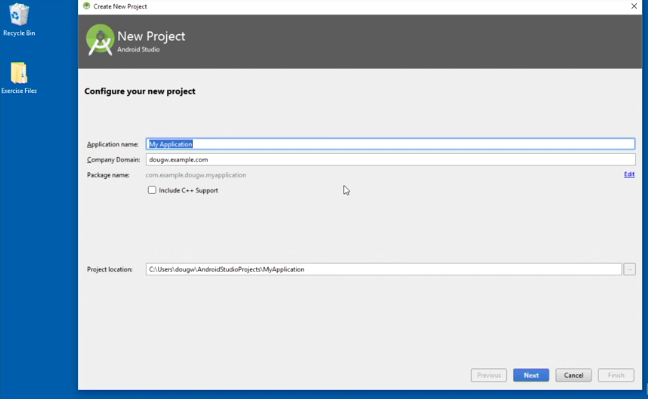 Create New Project
Recycle Bin
Exercise Files
New Project
Android Studio
Configure your new project
Application name: My Application
Company Domain: dougw.example.com
Package name: com.example.dougw.myapplication Edit
Include C++ Support
Project location: C:\Users\dougw\AndroidStudioProjects\MyApplication ...
Previous Next Cancel Finish